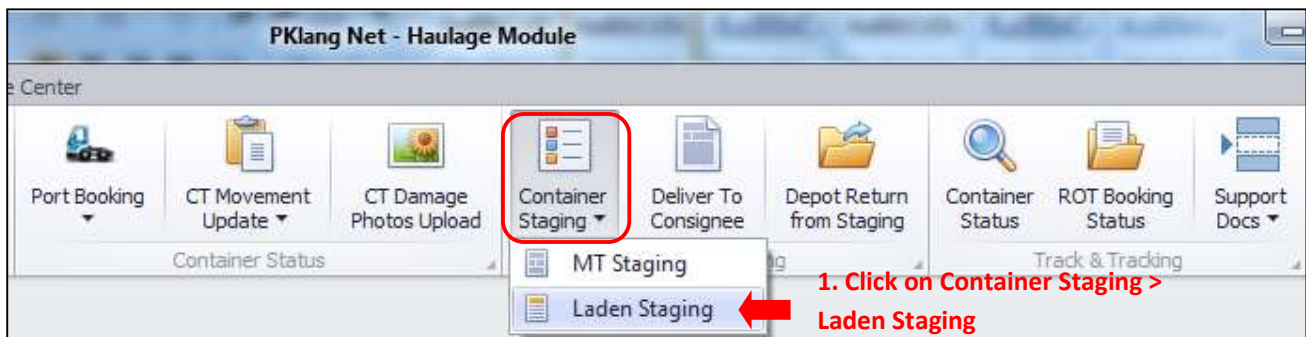 PKlang Net - Haulage Module
e Center
Port Booking
CT Movement
Update
CT Damage
Photos Upload
Container
Staging
Deliver To
Consignee
Depot Return
from Staging
Container
Status
ROT Booking
Status
Support
Docs
Container Status
g
Track & Tracking
MT Staging
Laden Staging
1. Click on Container Staging >
Laden Staging